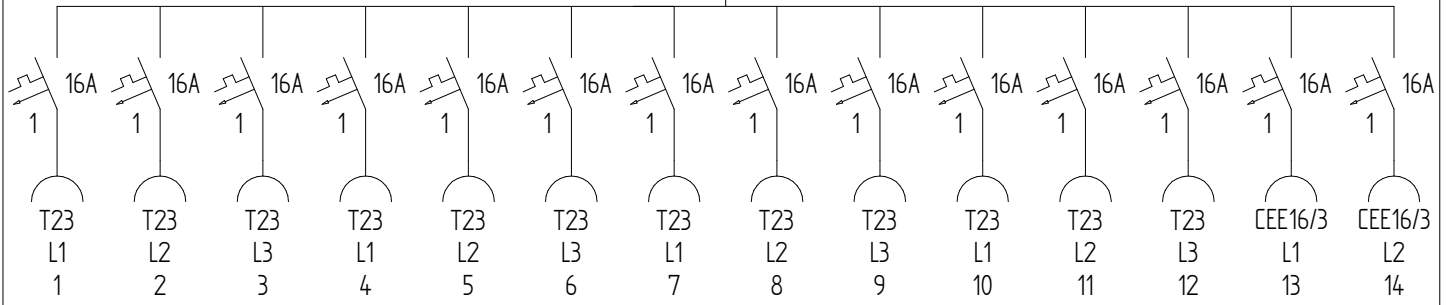 16A 16A 16A 16A 16A 16A 16A 16A 16A 16A 16A 16A 16A 16A
1 1 1 1 1 1 1 1 1 1 1 1 1 1
T23 T23 T23 T23 T23 T23 T23 T23 T23 T23 T23 T23 CEE16/3 CEE16/3
L1 L2 L3 L1 L2 L3 L1 L2 L3 L1 L2 L3 L1 L2
1 2 3 4 5 6 7 8 9 10 11 12 13 14